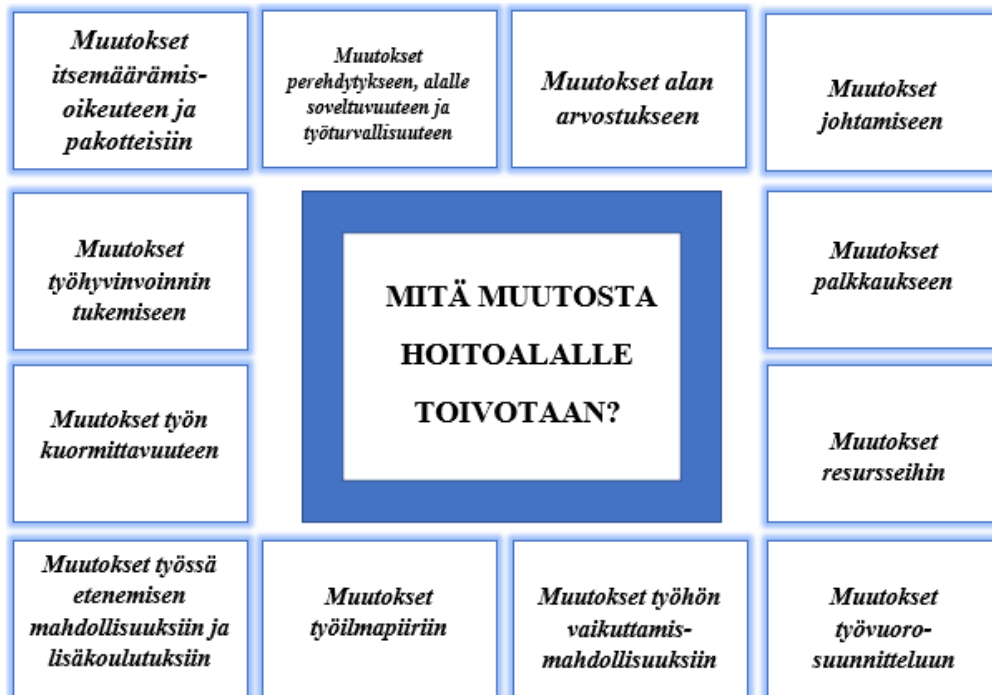 Muutokset
itsemäärämis-
oikeuteen ja
pakotteisiin
Muutokset
perehdytykseen, alalle
soveltuvuuteen ja
työturvallisuuteen
Muutokset alan
arvostukseen
Muutokset
johtamiseen
Muutokset
työhyvinvoinnin
tukemiseen
MITÄ MUUTOSTA
HOITOALALLE
TOIVOTAAN?
Muutokset
palkkaukseen
Muutokset työn
kuormittavuuteen
Muutokset
resursseihin
Muutokset työssä
etenemisen
mahdollisuuksiin ja
lisäkoulutuksiin
Muutokset
työilmapiiriin
Muutokset työhön
vaikuttamis-
mahdollisuuksiin
Muutokset
työvuoro-
suunnitteluun